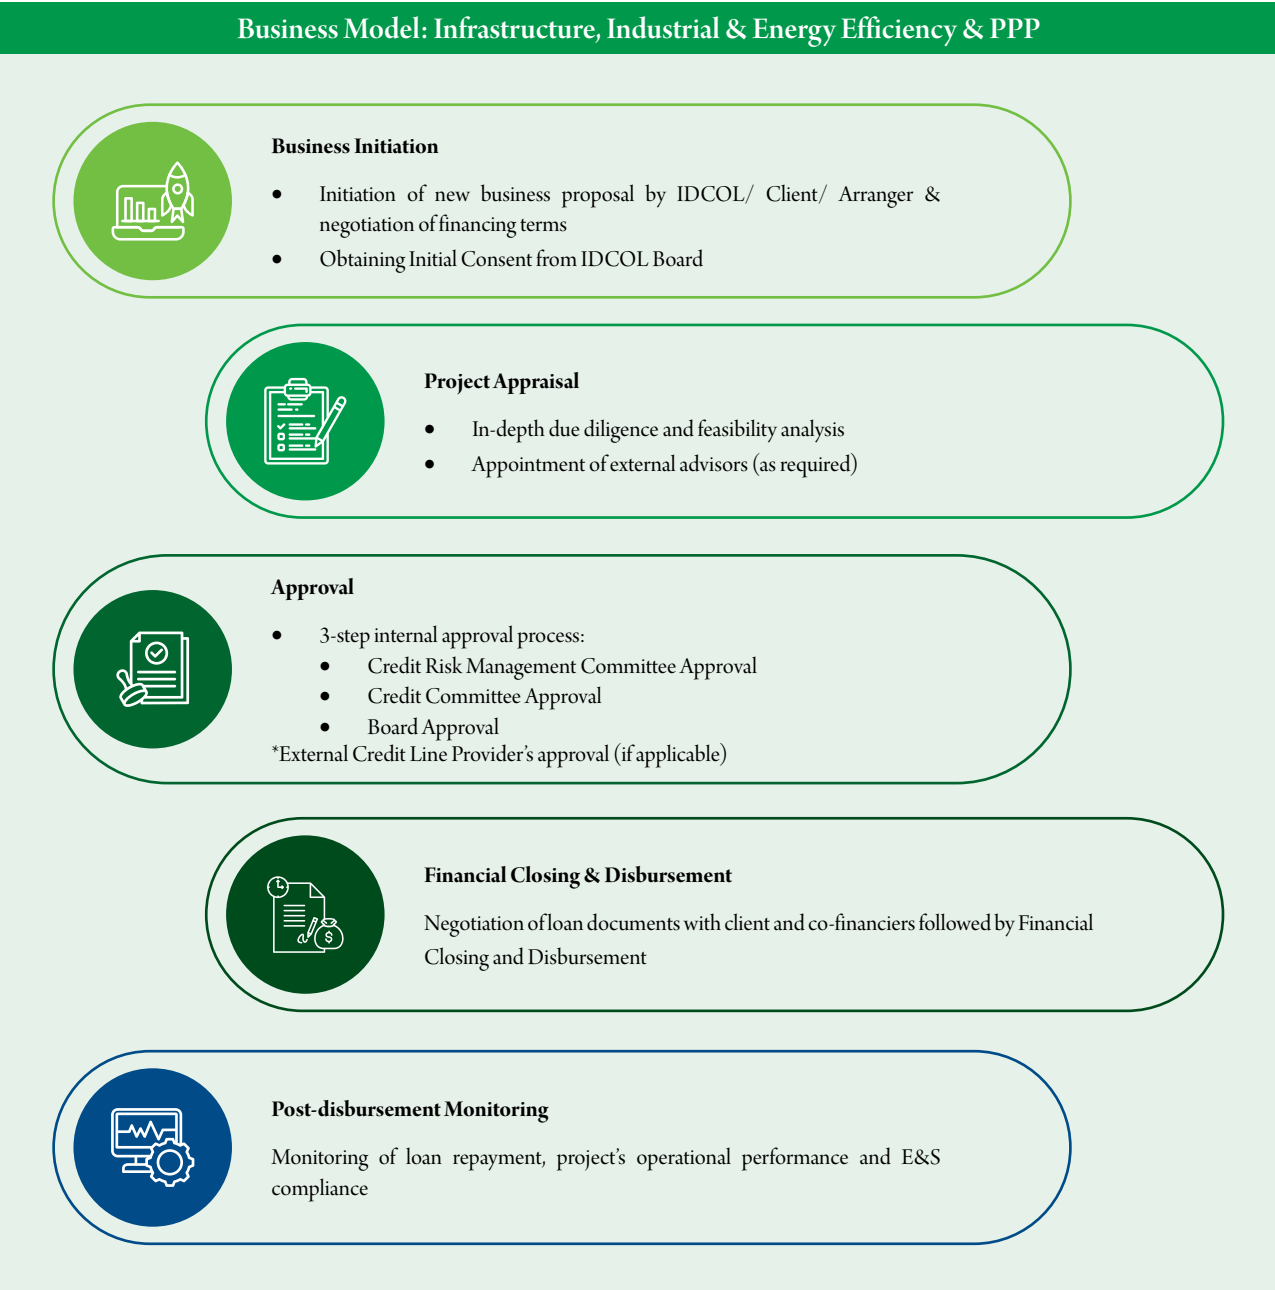 Business Model: Infrastructure, Industrial & Energy Efficiency & PPP
Business Initiation
• Initiation of new business proposal by IDCOL/ Client/ Arranger &
negotiation of financing terms
• Obtaining Initial Consent from IDCOL Board
Project Appraisal
• In-depth due diligence and feasibility analysis
• Appointment of external advisors (as required)
Approval
• 3-step internal approval process:
• Credit Risk Management Committee Approval
• Credit Committee Approval
• Board Approval
*External Credit Line Provider’s approval (if applicable)
Financial Closing & Disbursement
Negotiation of loan documents with client and co-financiers followed by Financial
Closing and Disbursement
Post-disbursement Monitoring
Monitoring of loan repayment, project’s operational performance and E&S
compliance